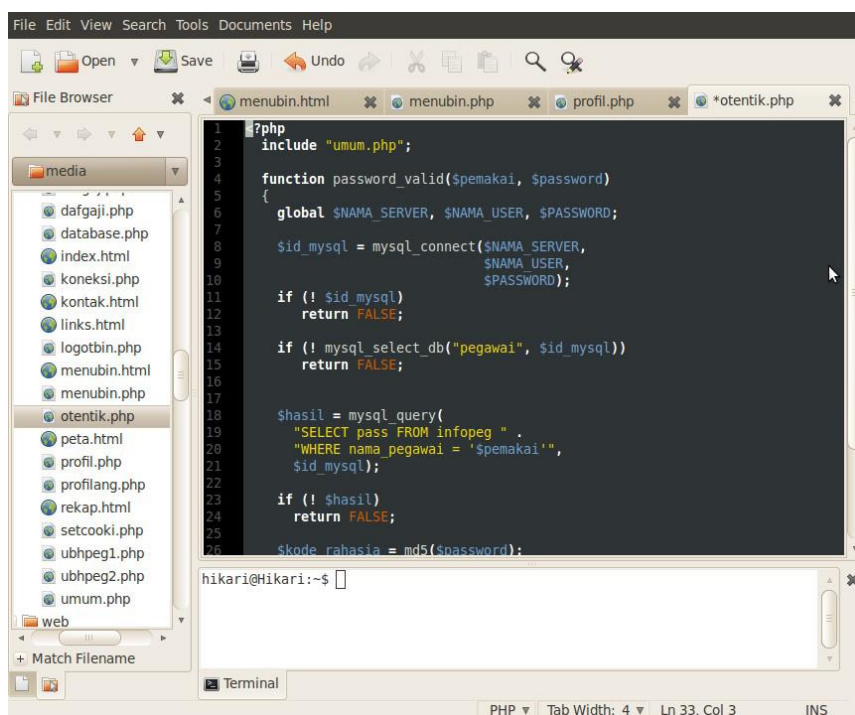 File Edit View Search Tools Documents Help
Open Save Undo
File Browser
menubin.html menubin.php profil.php *otentik.php
media
dafgaji.php
database.php
index.html
koneksi.php
kontak.html
links.html
logotbin.php
menubin.html
menubin.php
otentik.php
peta.html
profil.php
profilang.php
rekap.html
setcooki.php
ubhpeg1.php
ubhpeg2.php
umum.php
web
Match Filename
1 <?php
2 include "umum.php";
3
4 function password_valid($pemakai, $password)
5 {
6 global $NAMA_SERVER, $NAMA_USER, $PASSWORD;
7
8 $id_mysql = mysql_connect($NAMA_SERVER,
9 $NAMA_USER,
10 $PASSWORD);
11 if (! $id_mysql)
12 return FALSE;
13
14 if (! mysql_select_db("pegawai", $id_mysql))
15 return FALSE;
16
17
18 $hasil = mysql_query(
19 "SELECT pass FROM infopeg " .
20 "WHERE nama_pegawai = '$pemakai'",
21 $id_mysql);
22
23 if (! $hasil)
24 return FALSE;
25
26 $kode_rahasia = md5($password);
hikari@Hikari:~$
Terminal
PHP Tab Width: 4 Ln 33, Col 3 INS